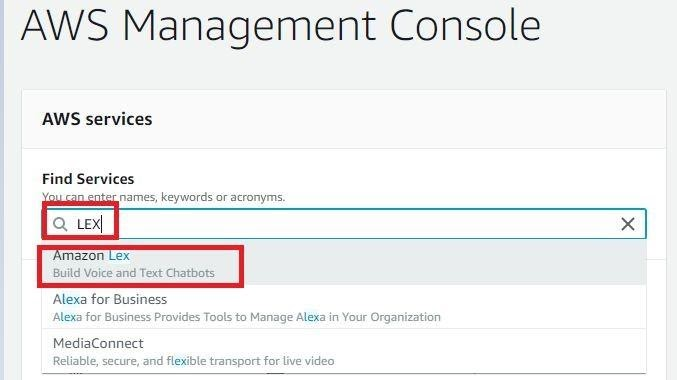 AWS Management Console
AWS services
Find Services
You can enter names, keywords or acronyms.
LEX
Amazon Lex
Build Voice and Text Chatbots
Alexa for Business
Alexa for Business Provides Tools to Manage Alexa in Your Organization
MediaConnect
Reliable, secure, and flexible transport for live video